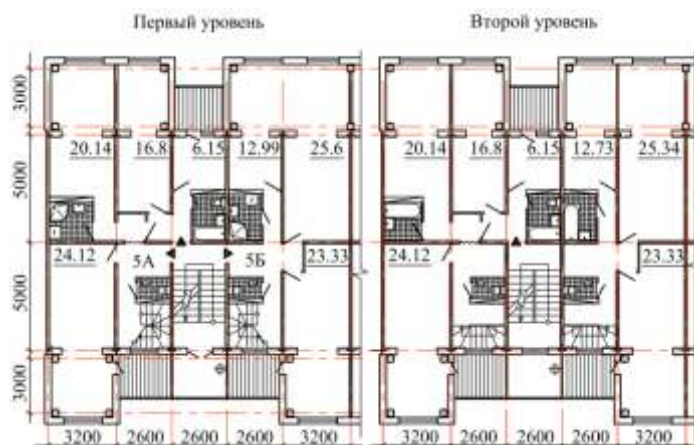 Первый уровень
Второй уровень
3000
20.14 16.8 6.15 12.99 25.6
20.14 16.8 6.15 12.73 25.34
5000
24.12 5А 5Б 23.33
24.12 23.33
5000
3000
3200 2600 2600 2600 3200
3200 2600 2600 2600 3200